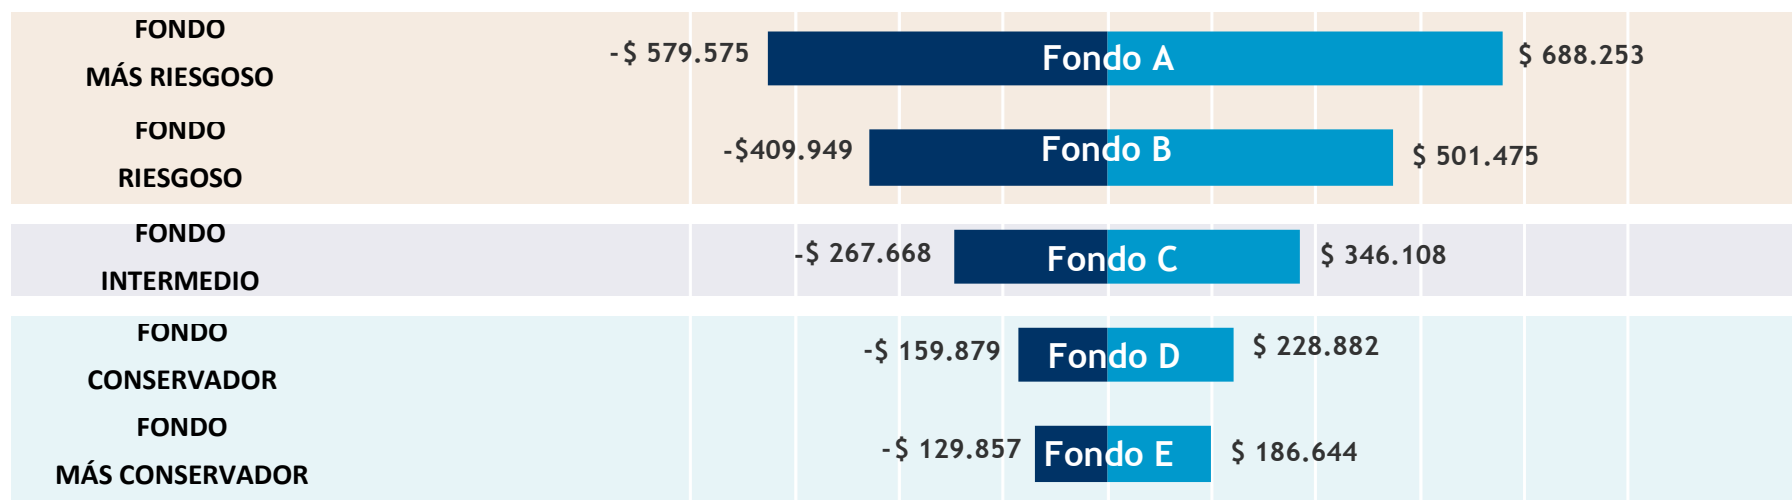 FONDO
MÁS RIESGOSO
-$ 579.575 Fondo A $ 688.253
FONDO
RIESGOSO
-$409.949 Fondo B $ 501.475
FONDO
INTERMEDIO
-$ 267.668 Fondo C $ 346.108
FONDO
CONSERVADOR
-$ 159.879 Fondo D $ 228.882
FONDO
MÁS CONSERVADOR
-$ 129.857 Fondo E $ 186.644